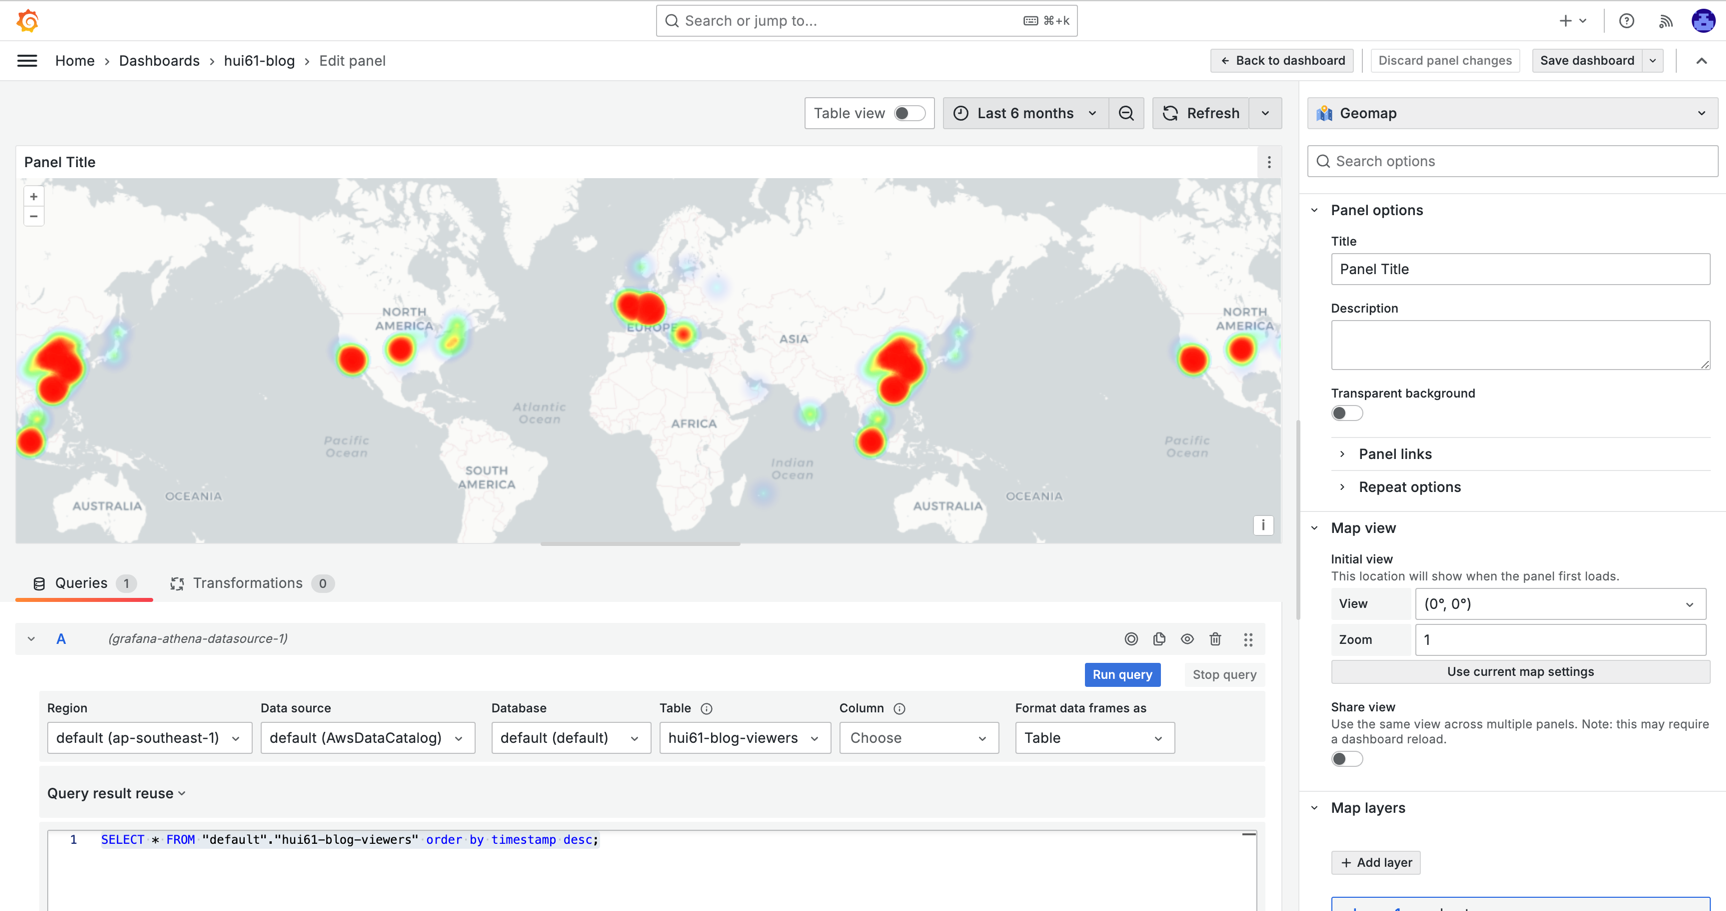 Search or jump to...
⌘+k
Home › Dashboards › hui61-blog › Edit panel
← Back to dashboard
Discard panel changes
Save dashboard
Table view
Last 6 months
Refresh
Geomap
Panel Title
Search options
+
−
NORTH
AMERICA
EUROPE
ASIA
NORTH
AMERICA
Atlantic
Ocean
AFRICA
Pacific
Ocean
Indian
Ocean
Pacific
Ocean
SOUTH
AMERICA
AUSTRALIA
OCEANIA
AUSTRALIA
OCEANIA
i
Panel options
Title
Panel Title
Description
Transparent background
Panel links
Repeat options
Map view
Initial view
This location will show when the panel first loads.
View
(0°, 0°)
Zoom
1
Use current map settings
Share view
Use the same view across multiple panels. Note: this may require
a dashboard reload.
Map layers
+ Add layer
Queries 1
Transformations 0
A (grafana-athena-datasource-1)
Run query
Stop query
Region
Data source
Database
Table
Column
Format data frames as
default (ap-southeast-1)
default (AwsDataCatalog)
default (default)
hui61-blog-viewers
Choose
Table
Query result reuse
1 SELECT * FROM "default"."hui61-blog-viewers" order by timestamp desc;